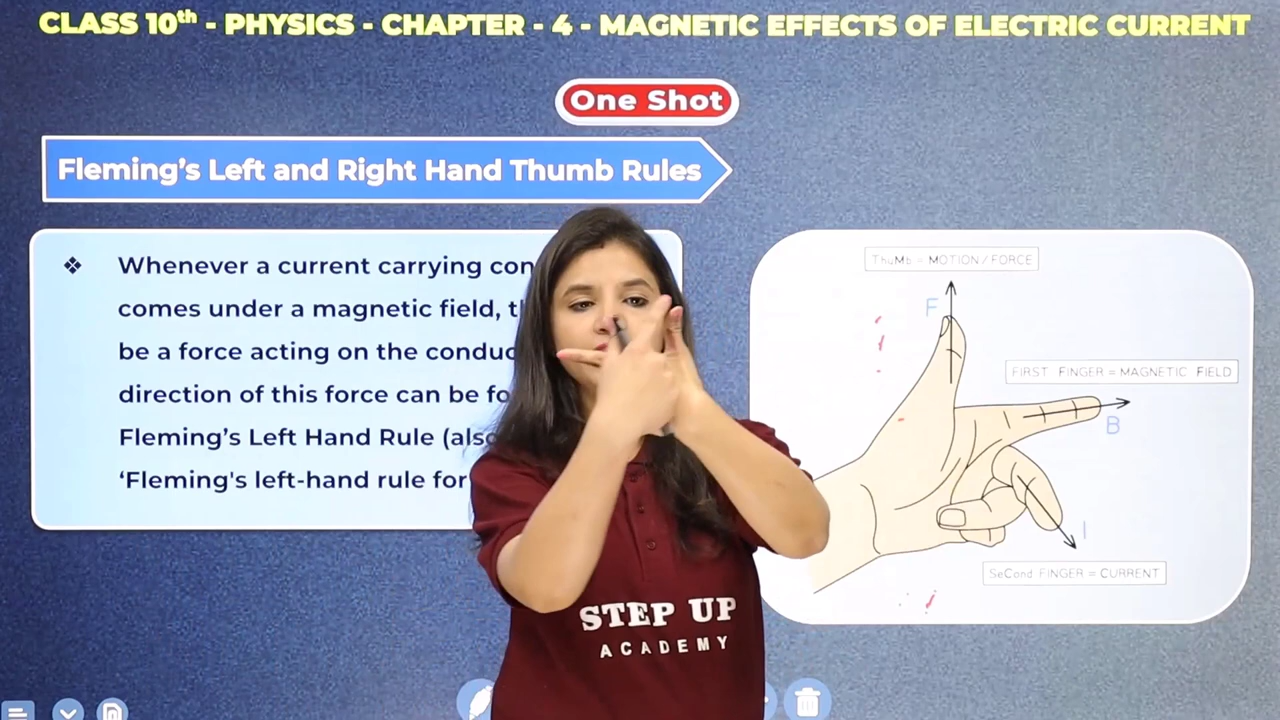 CLASS 10th - PHYSICS - CHAPTER - 4 - MAGNETIC EFFECTS OF ELECTRIC CURRENT
One Shot
Fleming’s Left and Right Hand Thumb Rules
❖ Whenever a current carrying con
comes under a magnetic field, t
be a force acting on the conduc
direction of this force can be fo
Fleming’s Left Hand Rule (also
‘Fleming's left-hand rule for
ThuMb = MOTION / FORCE
F
FIRST FINGER = MAGNETIC FIELD
B
I
SeCond FINGER = CURRENT
STEP UP
ACADEMY